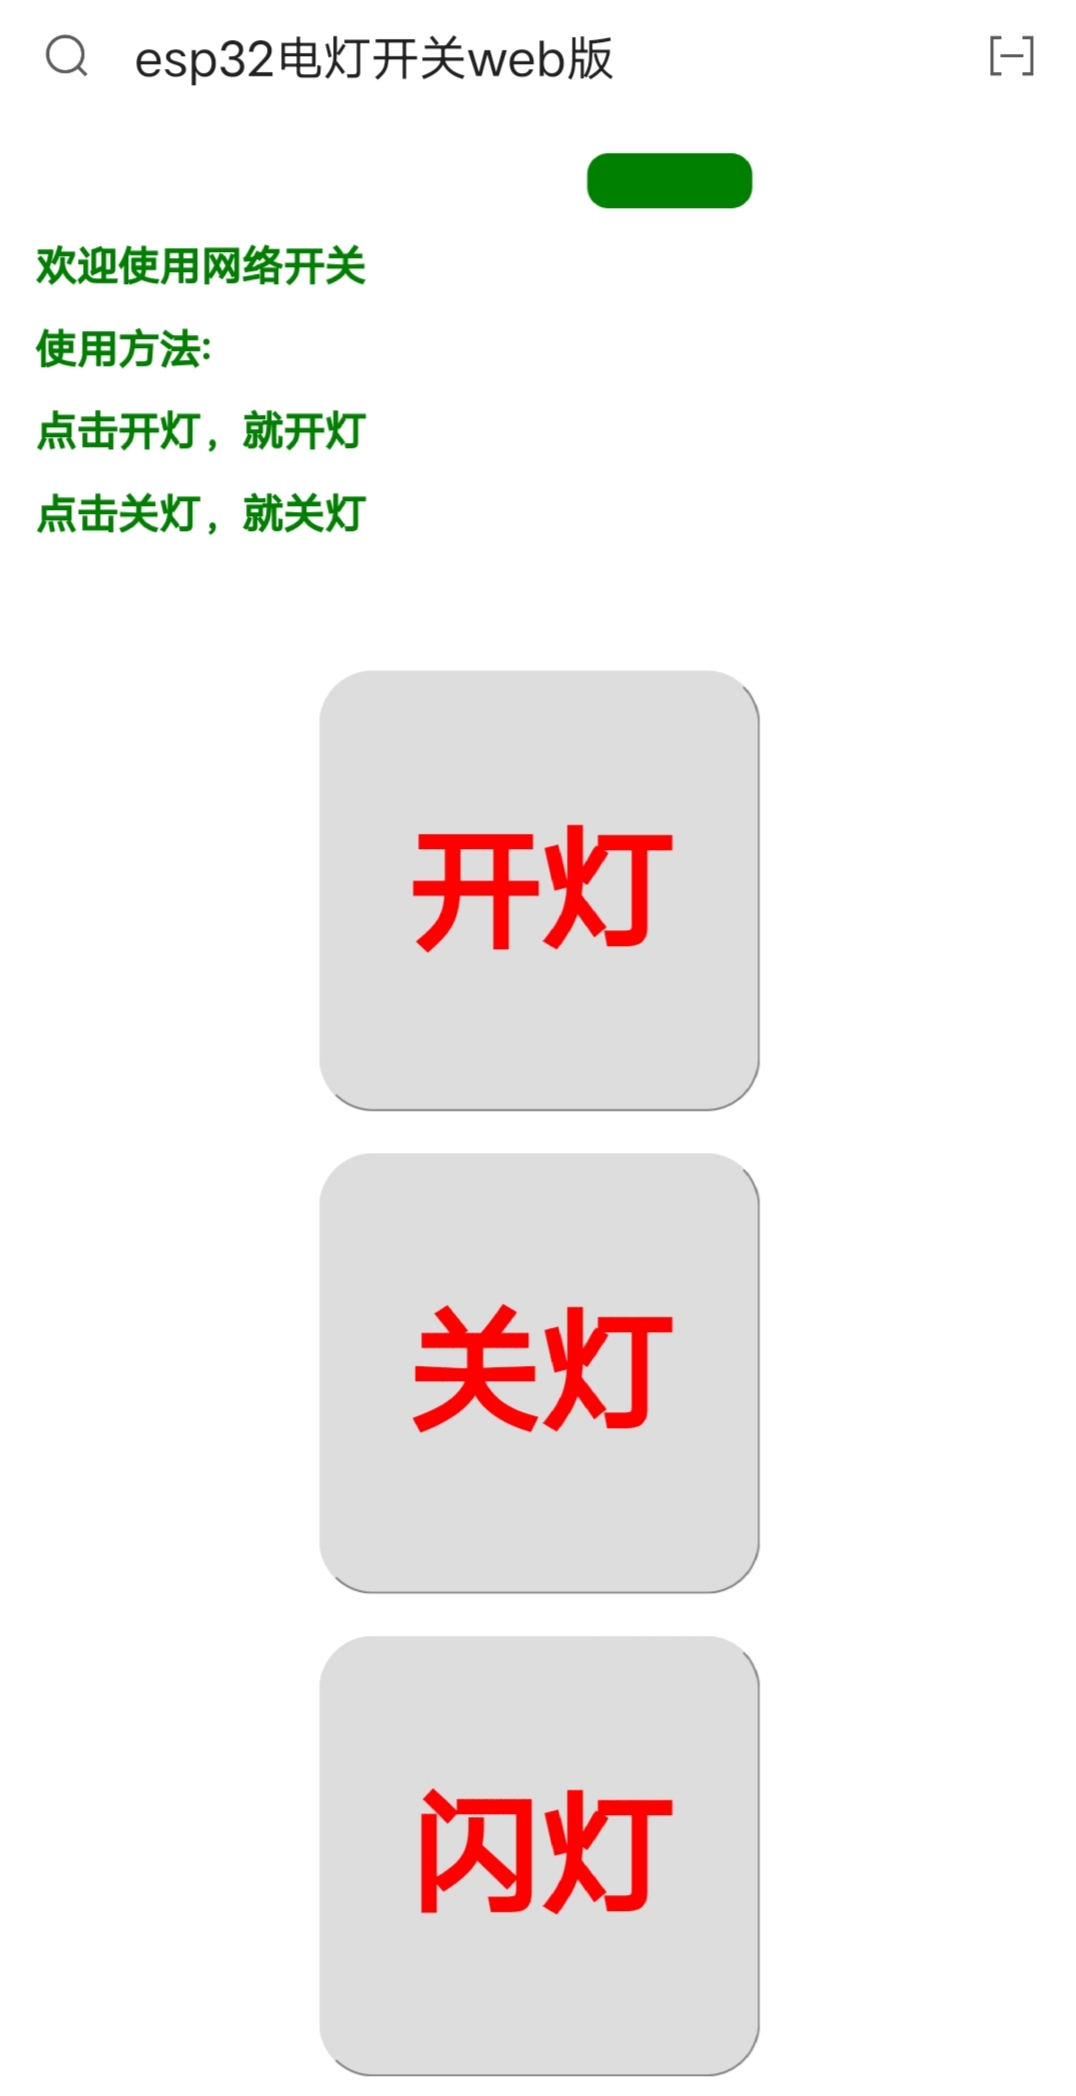 esp32电灯开关web版
欢迎使用网络开关
使用方法:
点击开灯，就开灯
点击关灯，就关灯
开灯
关灯
闪灯